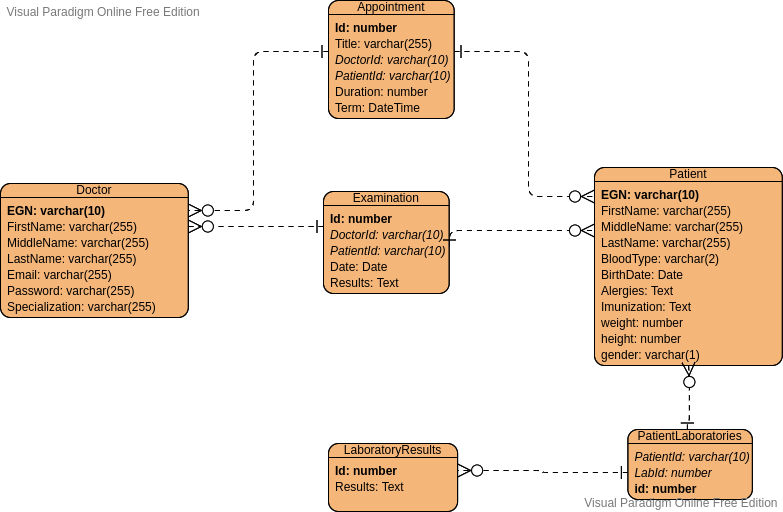 Visual Paradigm Online Free Edition
Appointment
Id: number
Title: varchar(255)
DoctorId: varchar(10)
PatientId: varchar(10)
Duration: number
Term: DateTime
Doctor
EGN: varchar(10)
FirstName: varchar(255)
MiddleName: varchar(255)
LastName: varchar(255)
Email: varchar(255)
Password: varchar(255)
Specialization: varchar(255)
Examination
Id: number
DoctorId: varchar(10)
PatientId: varchar(10)
Date: Date
Results: Text
Patient
EGN: varchar(10)
FirstName: varchar(255)
MiddleName: varchar(255)
LastName: varchar(255)
BloodType: varchar(2)
BirthDate: Date
Alergies: Text
Imunization: Text
weight: number
height: number
gender: varchar(1)
LaboratoryResults
Id: number
Results: Text
PatientLaboratories
PatientId: varchar(10)
LabId: number
id: number
Visual Paradigm Online Free Edition